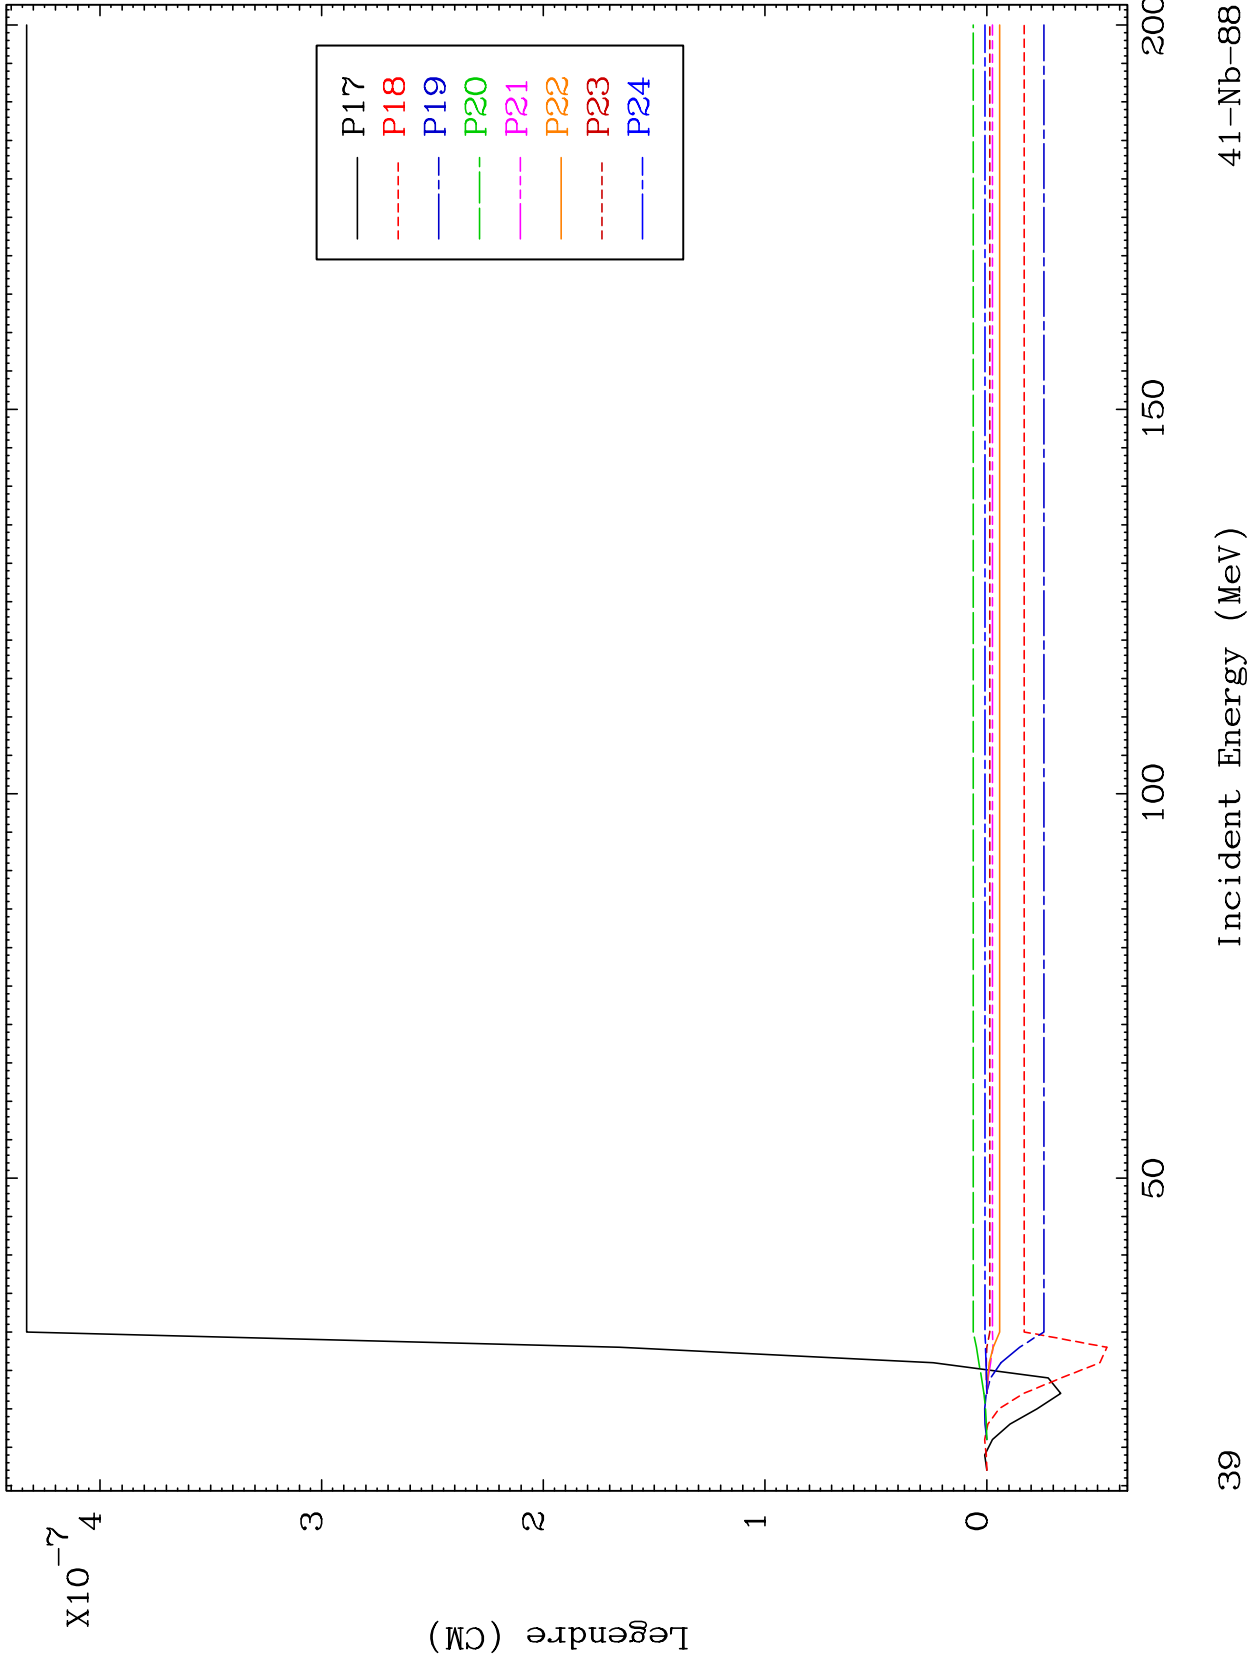 X10-7
4
3
2
1
0
Legendre (CM)
P17
P18
P19
P20
P21
P22
P23
P24
50
100
150
200
39
Incident Energy (MeV)
41-Nb-88